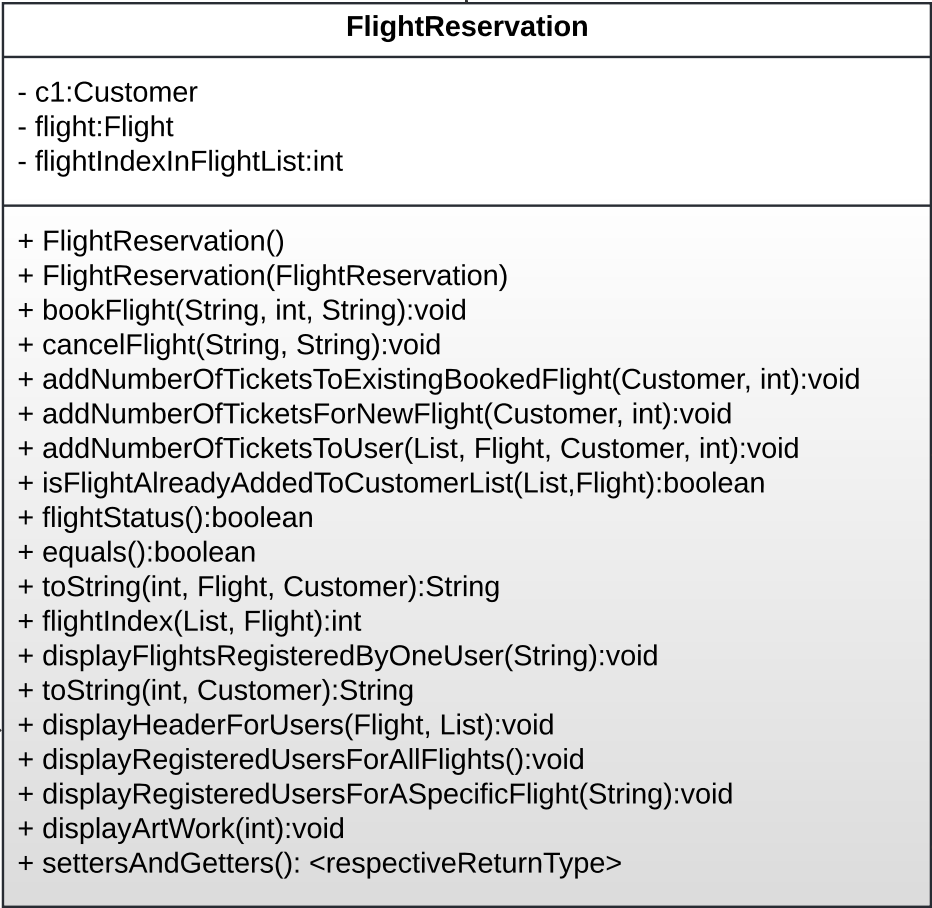 FlightReservation
- c1:Customer
- flight:Flight
- flightIndexInFlightList:int
+ FlightReservation()
+ FlightReservation(FlightReservation)
+ bookFlight(String, int, String):void
+ cancelFlight(String, String):void
+ addNumberOfTicketsToExistingBookedFlight(Customer, int):void
+ addNumberOfTicketsForNewFlight(Customer, int):void
+ addNumberOfTicketsToUser(List, Flight, Customer, int):void
+ isFlightAlreadyAddedToCustomerList(List,Flight):boolean
+ flightStatus():boolean
+ equals():boolean
+ toString(int, Flight, Customer):String
+ flightIndex(List, Flight):int
+ displayFlightsRegisteredByOneUser(String):void
+ toString(int, Customer):String
+ displayHeaderForUsers(Flight, List):void
+ displayRegisteredUsersForAllFlights():void
+ displayRegisteredUsersForASpecificFlight(String):void
+ displayArtWork(int):void
+ settersAndGetters(): <respectiveReturnType>